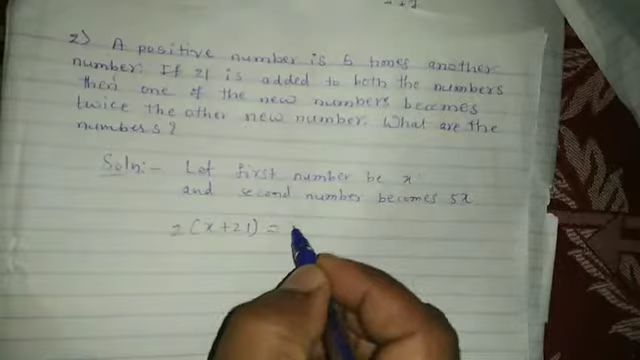 2) A positive number is 5 times another
number. If 21 is added to both the numbers
then one of the new numbers becomes
twice the other new number. What are the
numbers?
Soln:- Let first number be x
and second number becomes 5x
2(x+21) =